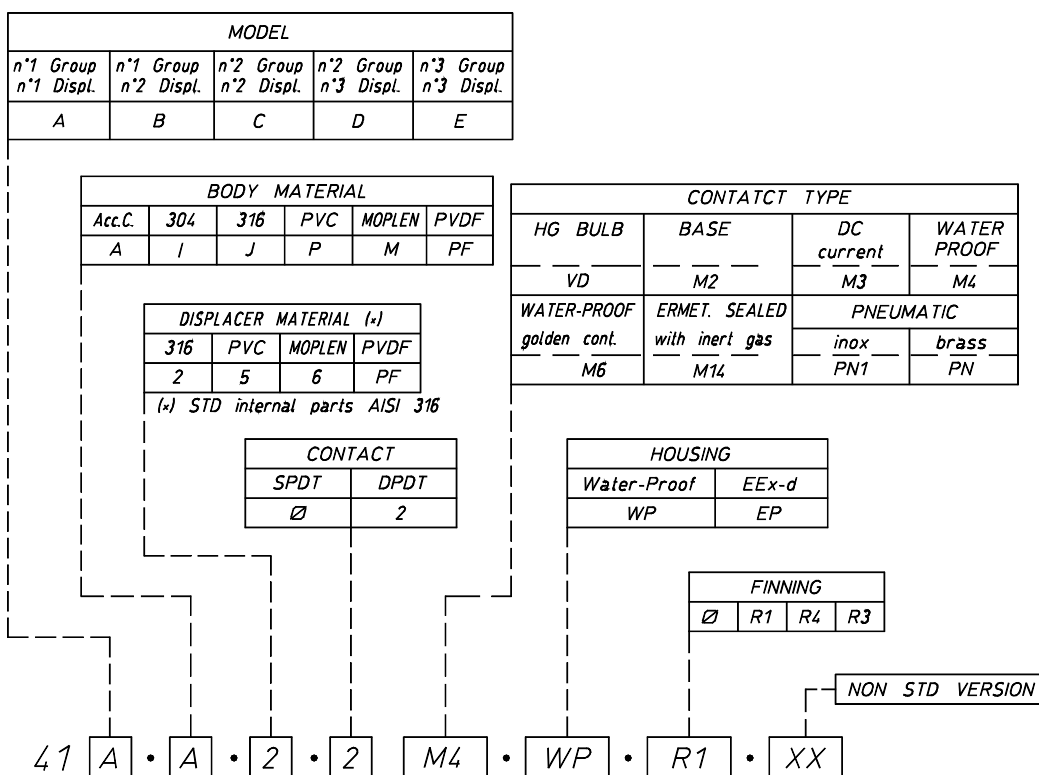 MODEL
n°1 Group n°1 Group n°2 Group n°2 Group n°3 Group
n°1 Displ. n°2 Displ. n°2 Displ. n°3 Displ. n°3 Displ.
A B C D E
BODY MATERIAL
Acc.C. 304 316 PVC MOPLEN PVDF
A I J P M PF
CONTATCT TYPE
HG BULB BASE DC current WATER PROOF
VD M2 M3 M4
WATER-PROOF golden cont. ERMET. SEALED with inert gas PNEUMATIC
inox brass
M6 M14 PN1 PN
DISPLACER MATERIAL (x)
316 PVC MOPLEN PVDF
2 5 6 PF
(x) STD internal parts AISI 316
CONTACT
SPDT DPDT
Ø 2
HOUSING
Water-Proof EEx-d
WP EP
FINNING
Ø R1 R4 R3
NON STD VERSION
41 A • A • 2 • 2 M4 • WP • R1 • XX